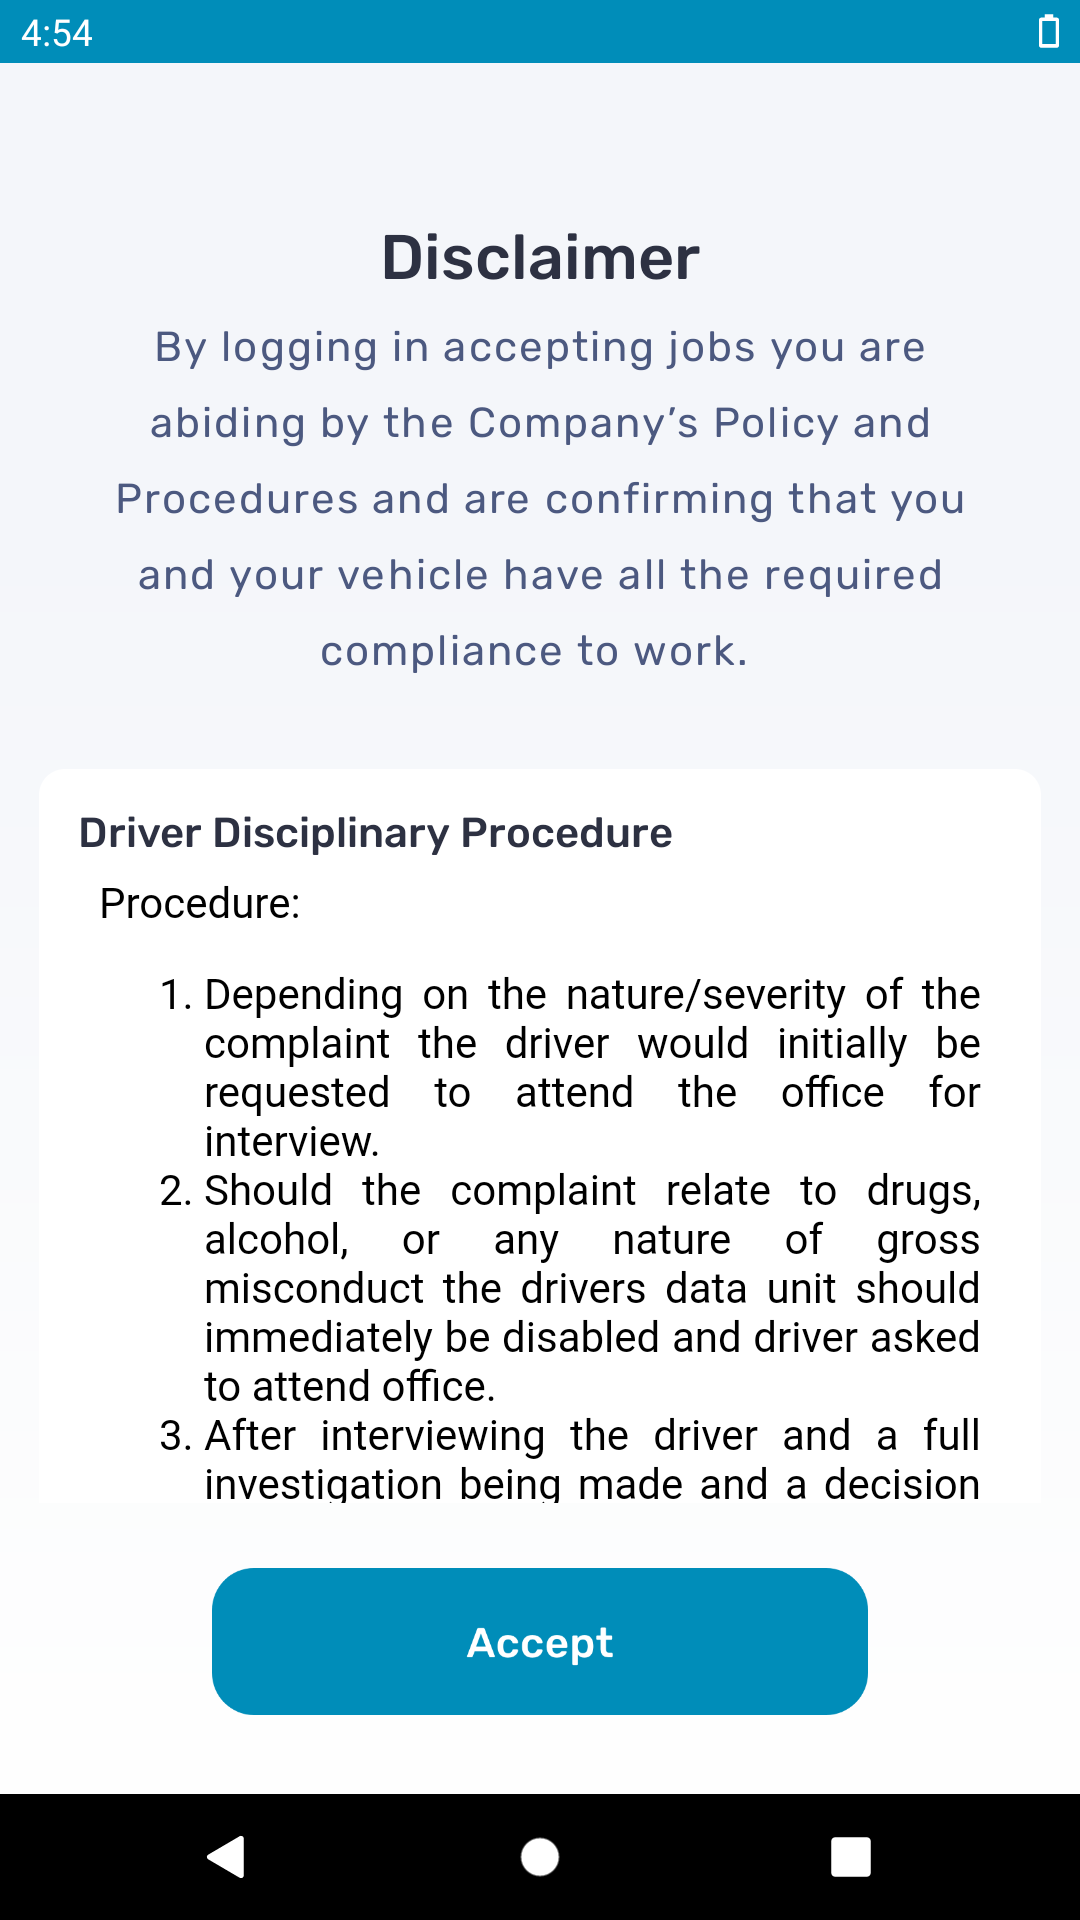 4:54
Disclaimer
By logging in accepting jobs you are
abiding by the Company’s Policy and
Procedures and are confirming that you
and your vehicle have all the required
compliance to work.
Driver Disciplinary Procedure
Procedure:
1. Depending on the nature/severity of the
complaint the driver would initially be
requested to attend the office for
interview.
2. Should the complaint relate to drugs,
alcohol, or any nature of gross
misconduct the drivers data unit should
immediately be disabled and driver asked
to attend office.
3. After interviewing the driver and a full
investigation being made and a decision
Accept